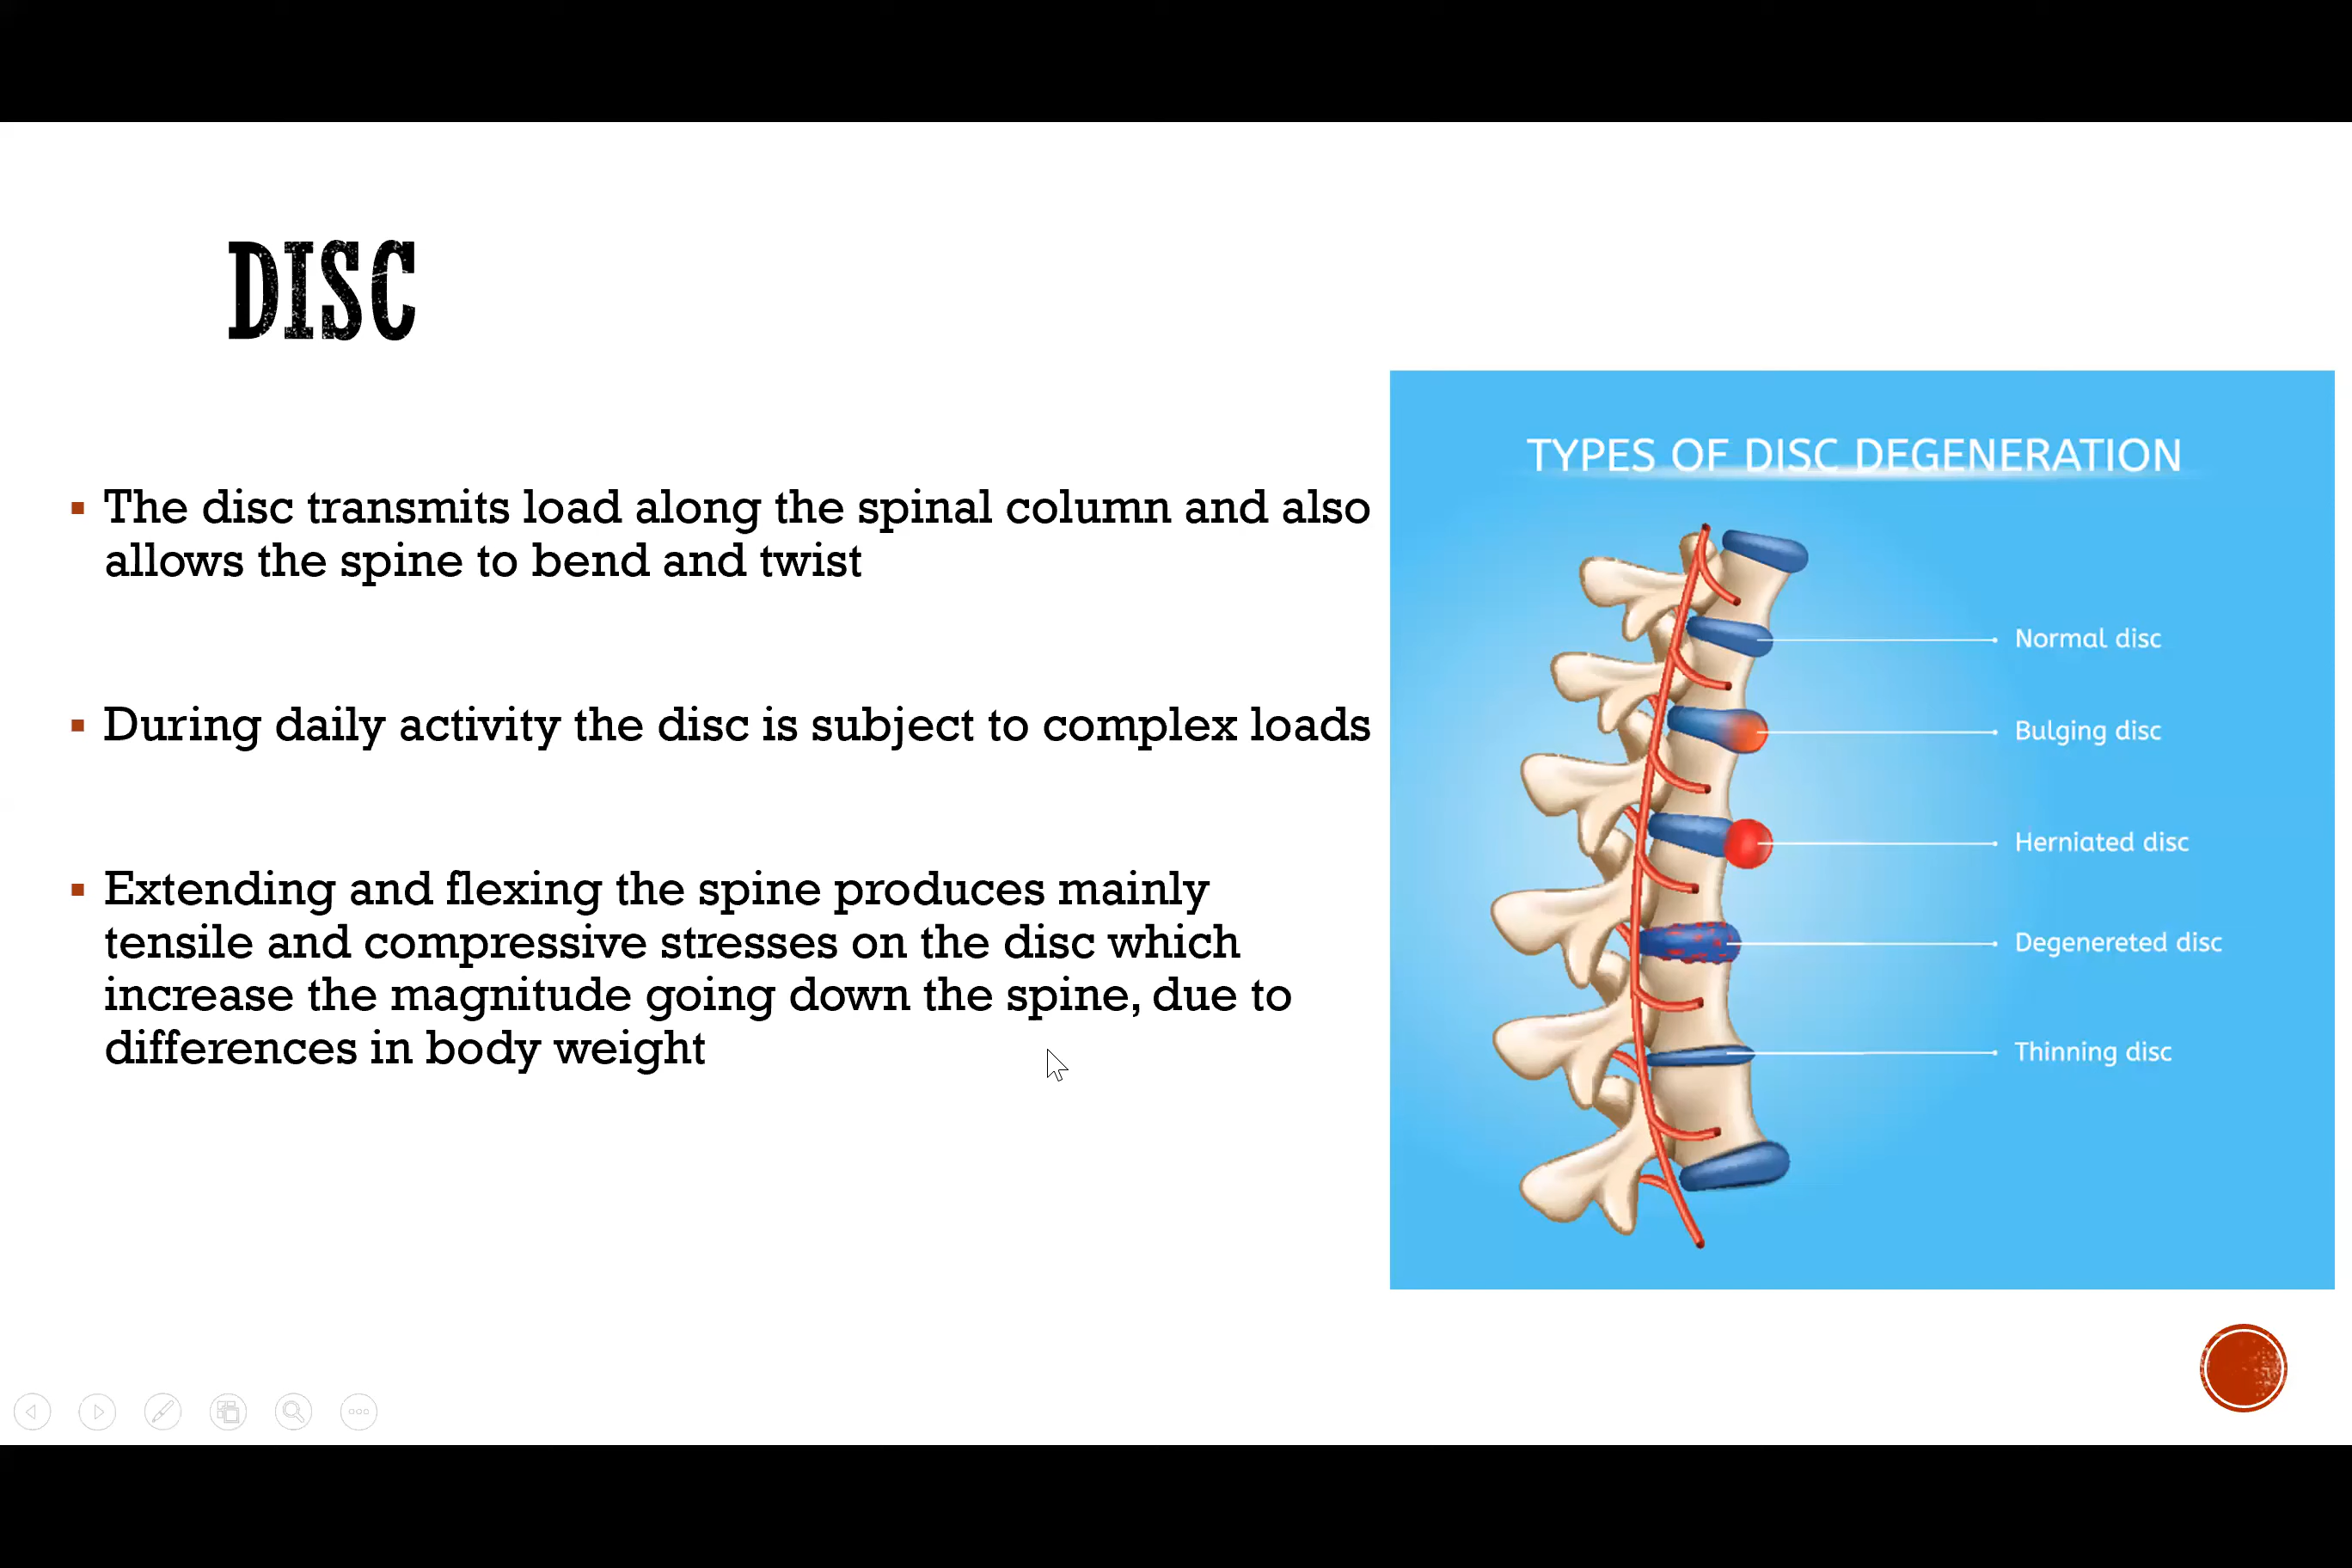 DISC
The disc transmits load along the spinal column and also
allows the spine to bend and twist
During daily activity the disc is subject to complex loads
Extending and flexing the spine produces mainly
tensile and compressive stresses on the disc which
increase the magnitude going down the spine, due to
differences in body weight
TYPES OF DISC DEGENERATION
Normal disc
Bulging disc
Herniated disc
Degenereted disc
Thinning disc